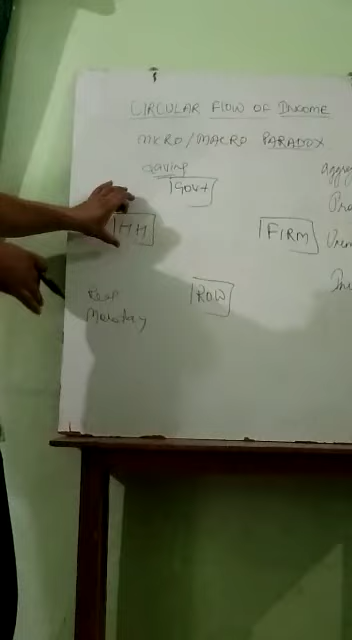 CIRCULAR FLOW OF INCOME
MICRO/MACRO PARADOX
Saving
Govt
HH
FIRM
ROW
Real
Monetary